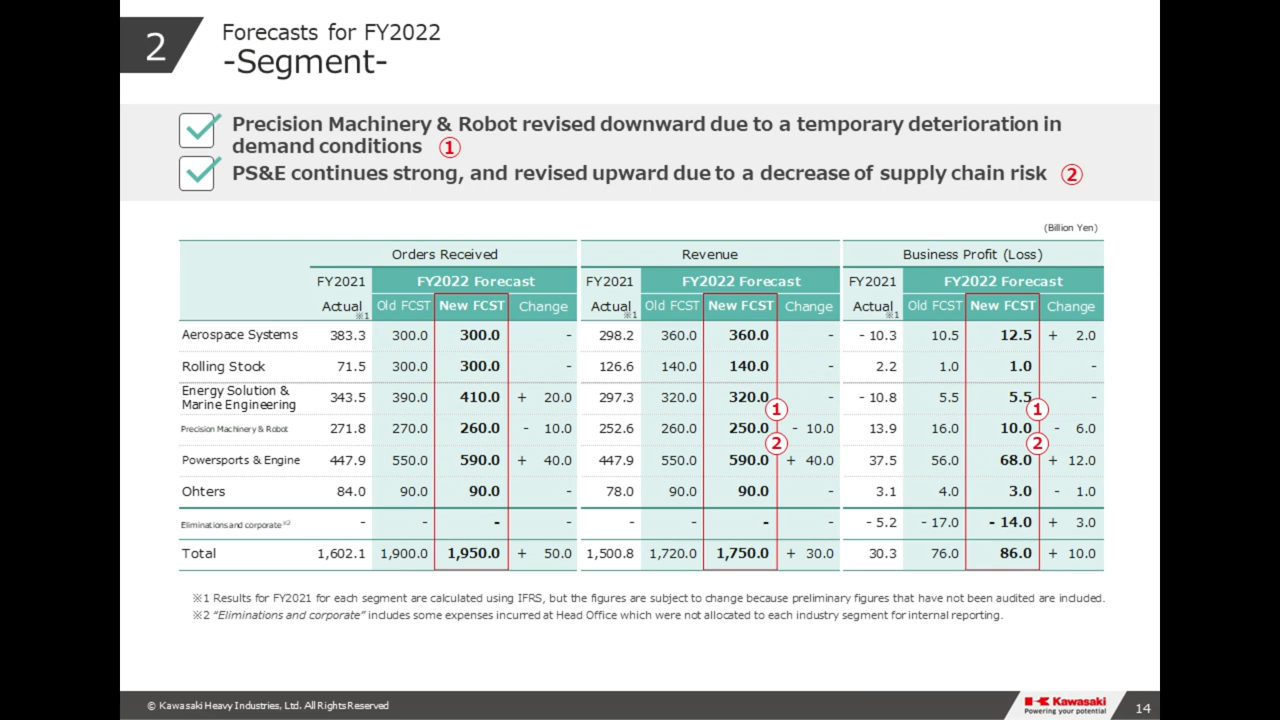 2
Forecasts for FY2022
-Segment-
Precision Machinery & Robot revised downward due to a temporary deterioration in
demand conditions ①
PS&E continues strong, and revised upward due to a decrease of supply chain risk ②
(Billion Yen)
Orders Received Revenue Business Profit (Loss)
FY2021 FY2022 Forecast FY2021 FY2022 Forecast FY2021 FY2022 Forecast
Actual ※1 Old FCST New FCST Change Actual ※1 Old FCST New FCST Change Actual ※1 Old FCST New FCST Change
Aerospace Systems 383.3 300.0 300.0 - 298.2 360.0 360.0 - - 10.3 10.5 12.5 + 2.0
Rolling Stock 71.5 300.0 300.0 - 126.6 140.0 140.0 - 2.2 1.0 1.0 -
Energy Solution &
Marine Engineering 343.5 390.0 410.0 + 20.0 297.3 320.0 320.0 - - 10.8 5.5 5.5 -
① ①
Precision Machinery & Robot 271.8 270.0 260.0 - 10.0 252.6 260.0 250.0 - 10.0 13.9 16.0 10.0 - 6.0
② ②
Powersports & Engine 447.9 550.0 590.0 + 40.0 447.9 550.0 590.0 + 40.0 37.5 56.0 68.0 + 12.0
Ohters 84.0 90.0 90.0 - 78.0 90.0 90.0 - 3.1 4.0 3.0 - 1.0
Eliminations and corporate ※2 - - - - - - - - - 5.2 - 17.0 - 14.0 + 3.0
Total 1,602.1 1,900.0 1,950.0 + 50.0 1,500.8 1,720.0 1,750.0 + 30.0 30.3 76.0 86.0 + 10.0
※1 Results for FY2021 for each segment are calculated using IFRS, but the figures are subject to change because preliminary figures that have not been audited are included.
※2 "Eliminations and corporate" includes some expenses incurred at Head Office which were not allocated to each industry segment for internal reporting.
© Kawasaki Heavy Industries, Ltd. All Rights Reserved
Kawasaki
Powering your potential
14